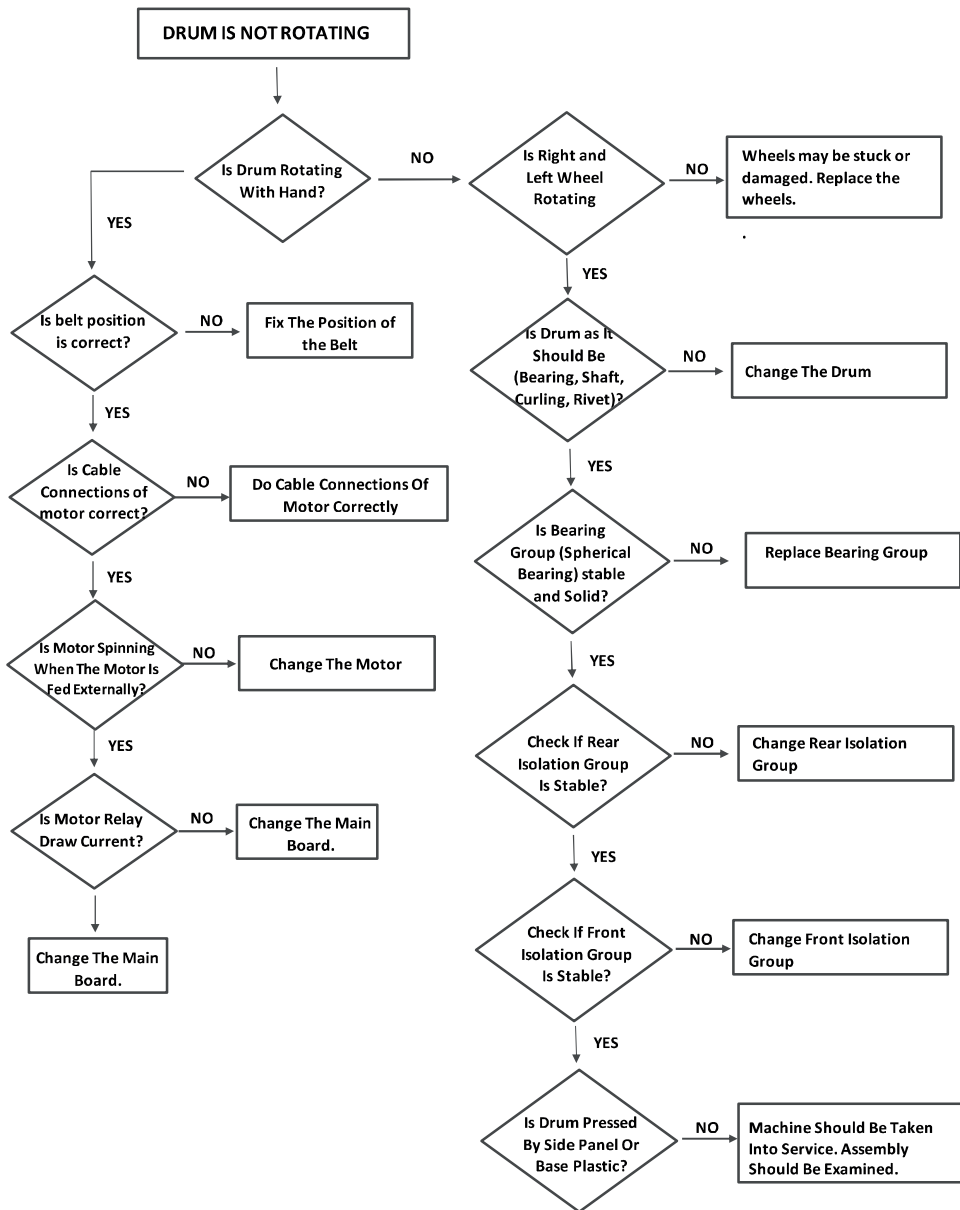 DRUM IS NOT ROTATING
Is Drum Rotating
With Hand?
NO
Is Right and
Left Wheel
Rotating
NO
Wheels may be stuck or
damaged. Replace the
wheels.
.
YES
YES
Is belt position
is correct?
NO
Fix The Position of
the Belt
Is Drum as It
Should Be
(Bearing, Shaft,
Curling, Rivet)?
NO
Change The Drum
YES
YES
Is Cable
Connections of
motor correct?
NO
Do Cable Connections Of
Motor Correctly
Is Bearing
Group (Spherical
Bearing) stable
and Solid?
NO
Replace Bearing Group
YES
YES
Is Motor Spinning
When The Motor Is
Fed Externally?
NO
Change The Motor
Check If Rear
Isolation Group
Is Stable?
NO
Change Rear Isolation
Group
YES
YES
Is Motor Relay
Draw Current?
NO
Change The Main
Board.
Change The Main
Board.
Check If Front
Isolation Group
Is Stable?
NO
Change Front Isolation
Group
YES
Is Drum Pressed
By Side Panel Or
Base Plastic?
NO
Machine Should Be Taken
Into Service. Assembly
Should Be Examined.